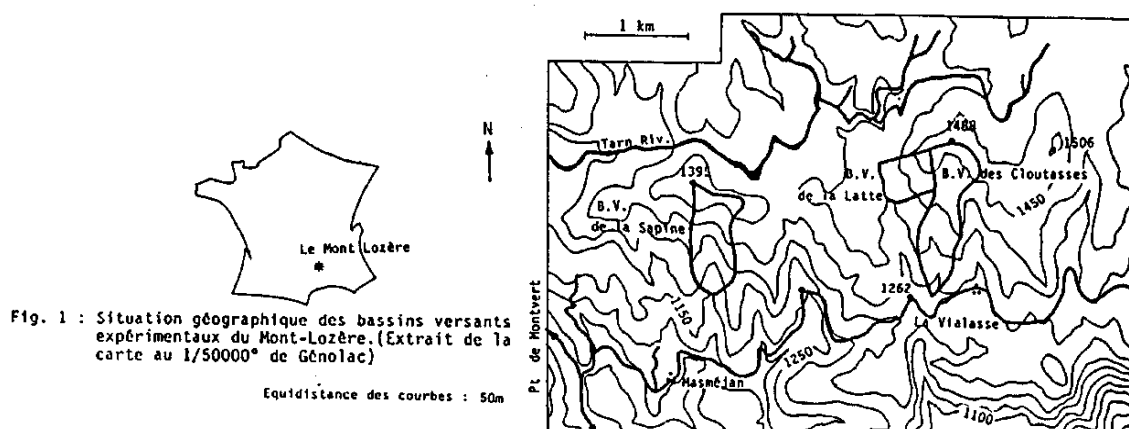 N
Le Mont Lozère
Fig. 1 : Situation géographique des bassins versants
expérimentaux du Mont-Lozère.(Extrait de la
carte au 1/50000° de Génolac)
Equidistance des courbes : 50m
1 km
Tarn Riv.
1395
B.V.
de la Sapine
1488
1506
B.V.
de la Latte
B.V. des Cloutasses
1450
1262
La Vialasse
1150
1250
Masméjan
1100
Pt de Montvert